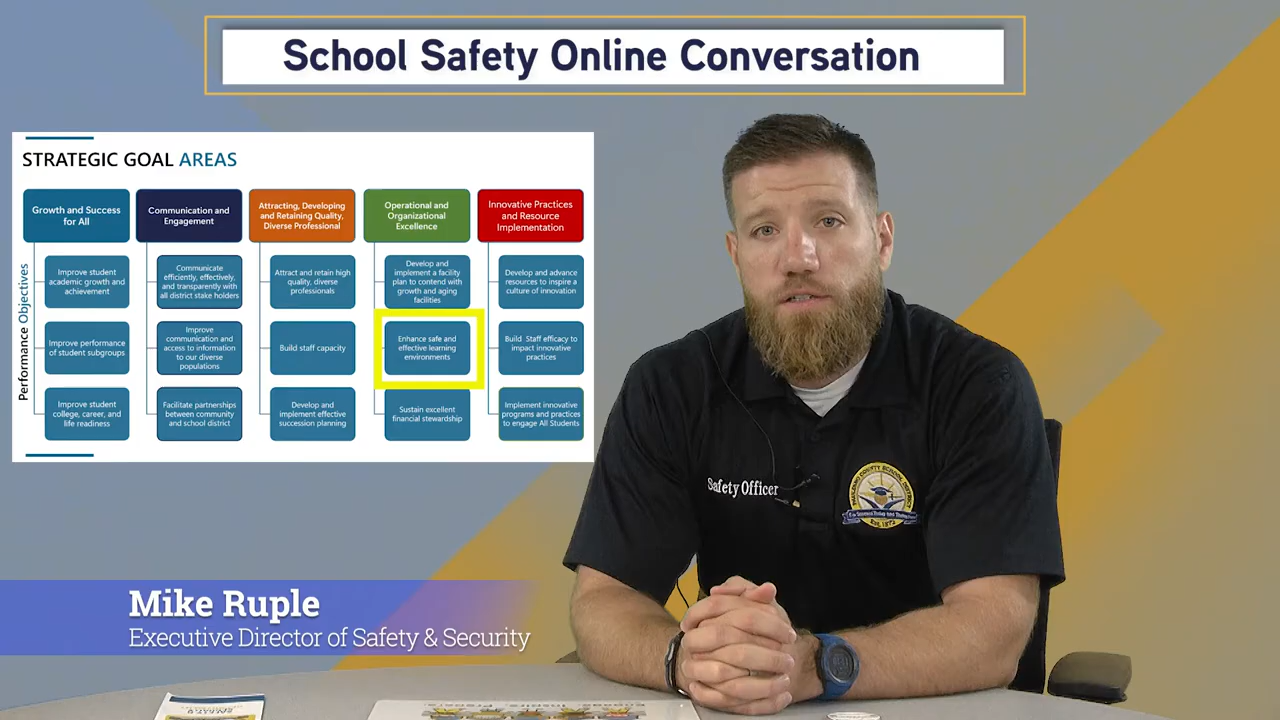 School Safety Online Conversation
STRATEGIC GOAL AREAS
Performance Objectives
Growth and Success
for All
Improve student
academic growth and
achievement
Improve performance
of student subgroups
Improve student
college, career, and
life readiness
Communication and
Engagement
Communicate
efficiently, effectively,
and transparently with
all district stake holders
Improve
communication and
access to information
to our diverse
populations
Facilitate partnerships
between community
and school district
Attracting, Developing
and Retaining Quality,
Diverse Professional
Attract and retain high
quality, diverse
professionals
Build staff capacity
Develop and
implement effective
succession planning
Operational and
Organizational
Excellence
Develop and
implement a facility
plan to contend with
growth and aging
facilities
Enhance safe and
effective learning
environments
Sustain excellent
financial stewardship
Innovative Practices
and Resource
Implementation
Develop and advance
resources to inspire a
culture of innovation
Build Staff efficacy to
impact innovative
practices
Implement innovative
programs and practices
to engage All Students
Safety Officer
COUNTY SCHOOL DISTRICT
Est. 1872
Mike Ruple
Executive Director of Safety & Security